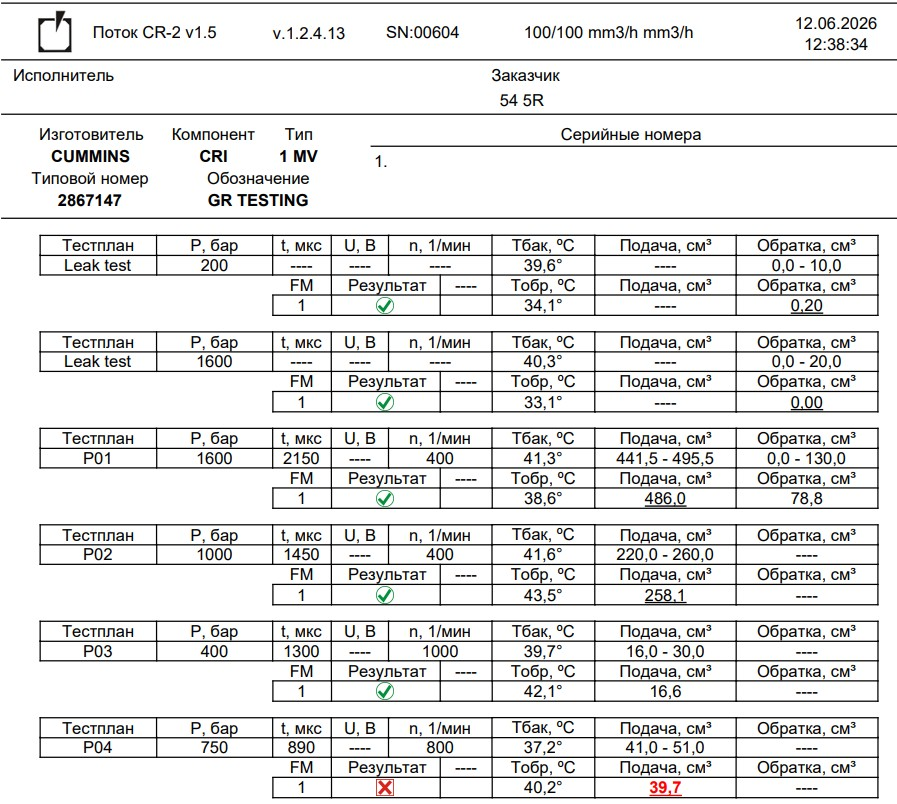 Поток CR-2 v1.5 v.1.2.4.13 SN:00604 100/100 mm3/h mm3/h 12.06.2026
12:38:34
Исполнитель Заказчик
54 5R
Изготовитель Компонент Тип Серийные номера
CUMMINS CRI 1 MV 1.
Типовой номер Обозначение
2867147 GR TESTING
Тестплан P, бар t, мкс U, В n, 1/мин Tбак, ºC Подача, см³ Обратка, см³
Leak test 200 ---- ---- ---- 39,6° ---- 0,0 - 10,0
FM Результат ---- Tобр, ºC Подача, см³ Обратка, см³
1 34,1° ---- 0,20
Тестплан P, бар t, мкс U, В n, 1/мин Tбак, ºC Подача, см³ Обратка, см³
Leak test 1600 ---- ---- ---- 40,3° ---- 0,0 - 20,0
FM Результат ---- Tобр, ºC Подача, см³ Обратка, см³
1 33,1° ---- 0,00
Тестплан P, бар t, мкс U, В n, 1/мин Tбак, ºC Подача, см³ Обратка, см³
P01 1600 2150 ---- 400 41,3° 441,5 - 495,5 0,0 - 130,0
FM Результат ---- Tобр, ºC Подача, см³ Обратка, см³
1 38,6° 486,0 78,8
Тестплан P, бар t, мкс U, В n, 1/мин Tбак, ºC Подача, см³ Обратка, см³
P02 1000 1450 ---- 400 41,6° 220,0 - 260,0 ----
FM Результат ---- Tобр, ºC Подача, см³ Обратка, см³
1 43,5° 258,1 ----
Тестплан P, бар t, мкс U, В n, 1/мин Tбак, ºC Подача, см³ Обратка, см³
P03 400 1300 ---- 1000 39,7° 16,0 - 30,0 ----
FM Результат ---- Tобр, ºC Подача, см³ Обратка, см³
1 42,1° 16,6 ----
Тестплан P, бар t, мкс U, В n, 1/мин Tбак, ºC Подача, см³ Обратка, см³
P04 750 890 ---- 800 37,2° 41,0 - 51,0 ----
FM Результат ---- Tобр, ºC Подача, см³ Обратка, см³
1 40,2° 39,7 ----